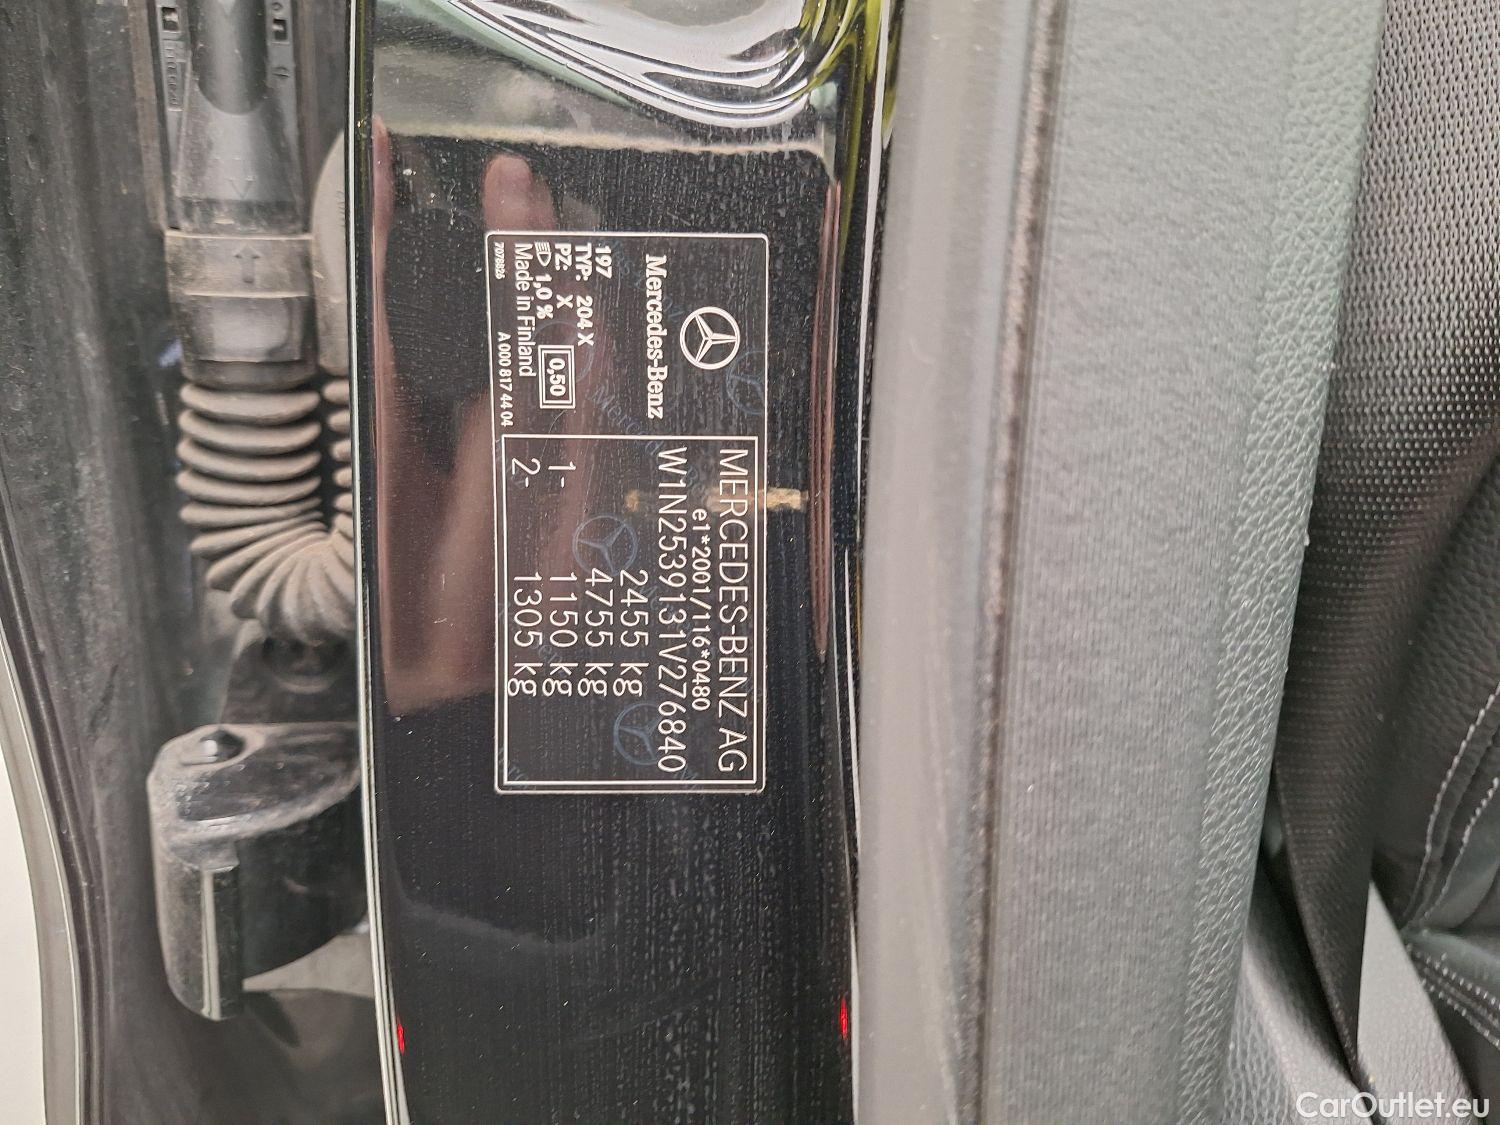 Mercedes-Benz
197
TYP: 204 X
PZ: X
1,0 %
0,50
Made in Finland
7078826
A 000 817 44 04
MERCEDES-BENZ AG
e1*2001/116*0480
W1N2539131V276840
2455 kg
4755 kg
1- 1150 kg
2- 1305 kg
CarOutlet.eu